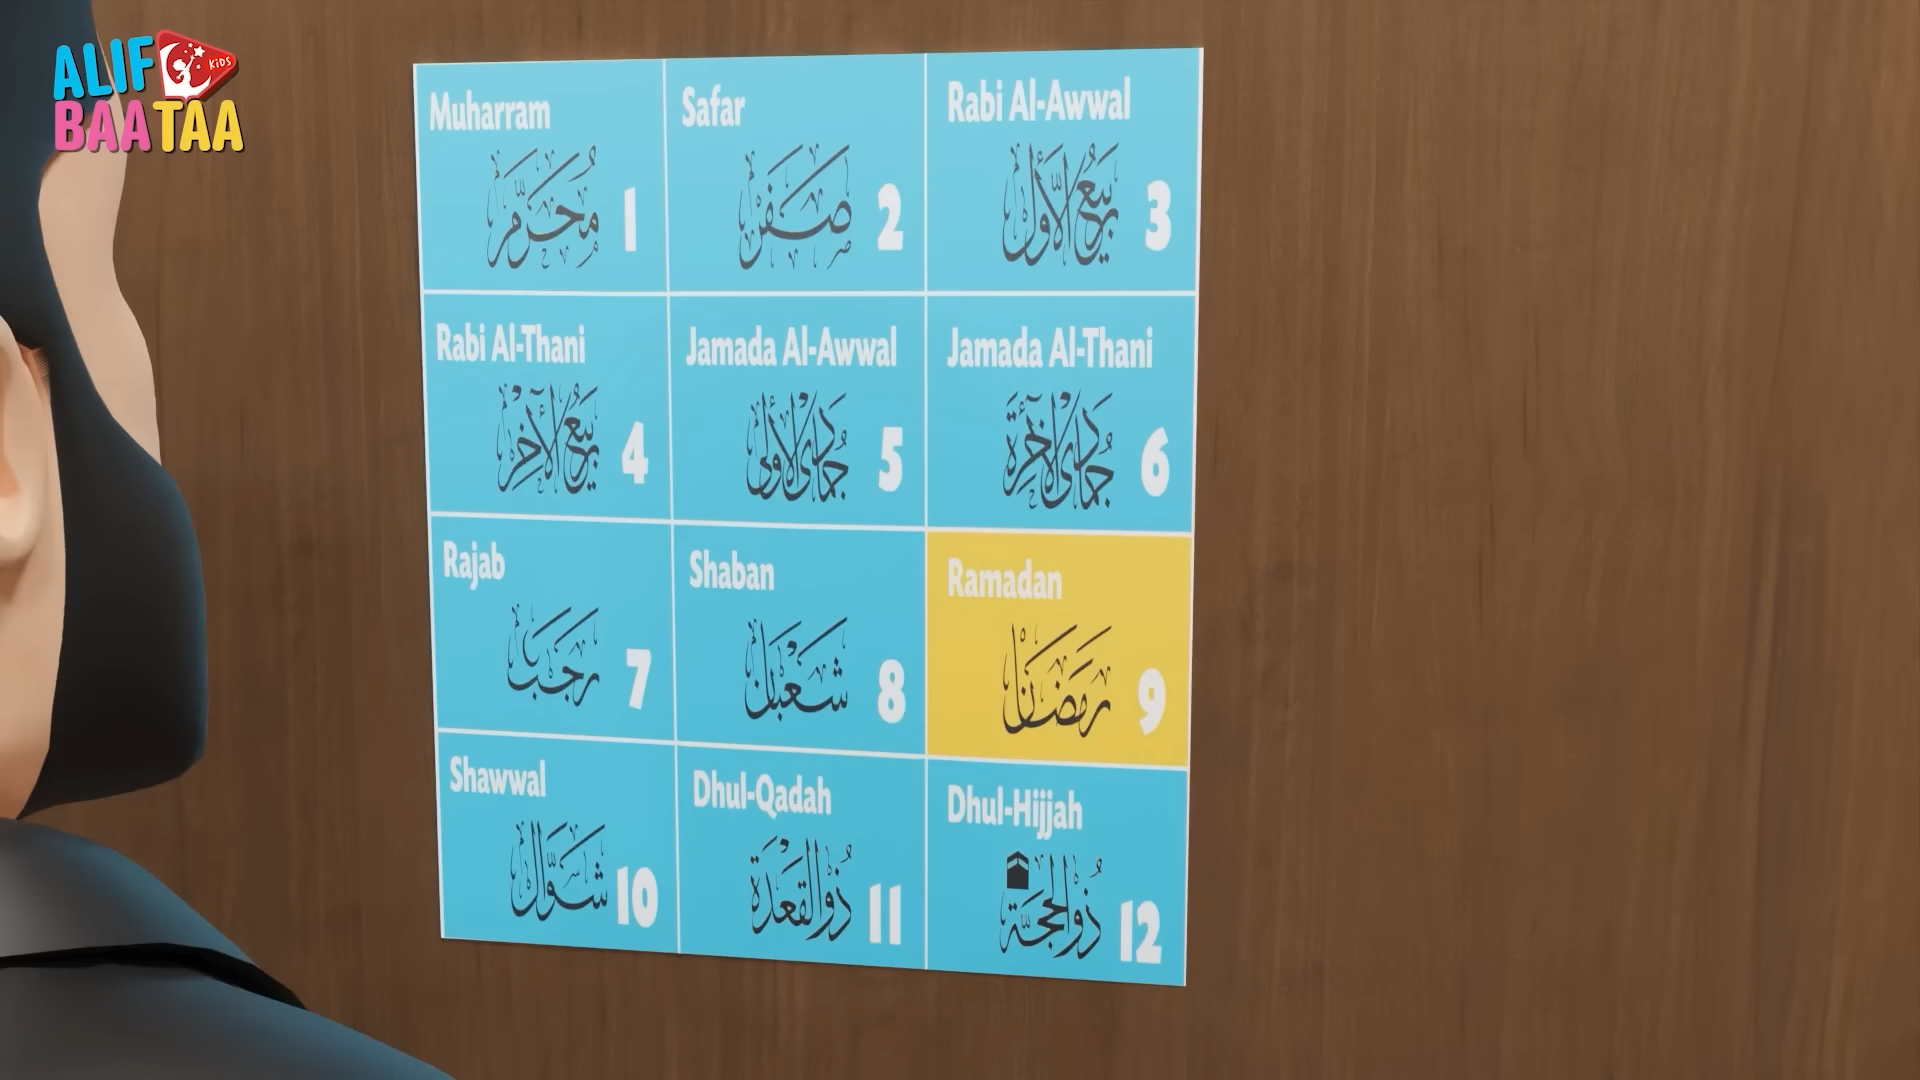 ALIF
KiDS
BAATAA
Muharram
مُحَرَّم
1
Safar
صَفَر
2
Rabi Al-Awwal
رَبِيعُ الأَوَّل
3
Rabi Al-Thani
رَبِيعُ الآخِرْ
4
Jamada Al-Awwal
جُمَادَى الأُولَى
5
Jamada Al-Thani
جُمَادَى الآخِرَة
6
Rajab
رَجَب
7
Shaban
شَعْبَان
8
Ramadan
رَمَضَان
9
Shawwal
شَوَّال
10
Dhul-Qadah
ذُو القَعْدَة
11
Dhul-Hijjah
ذُو الحِجَّة
12